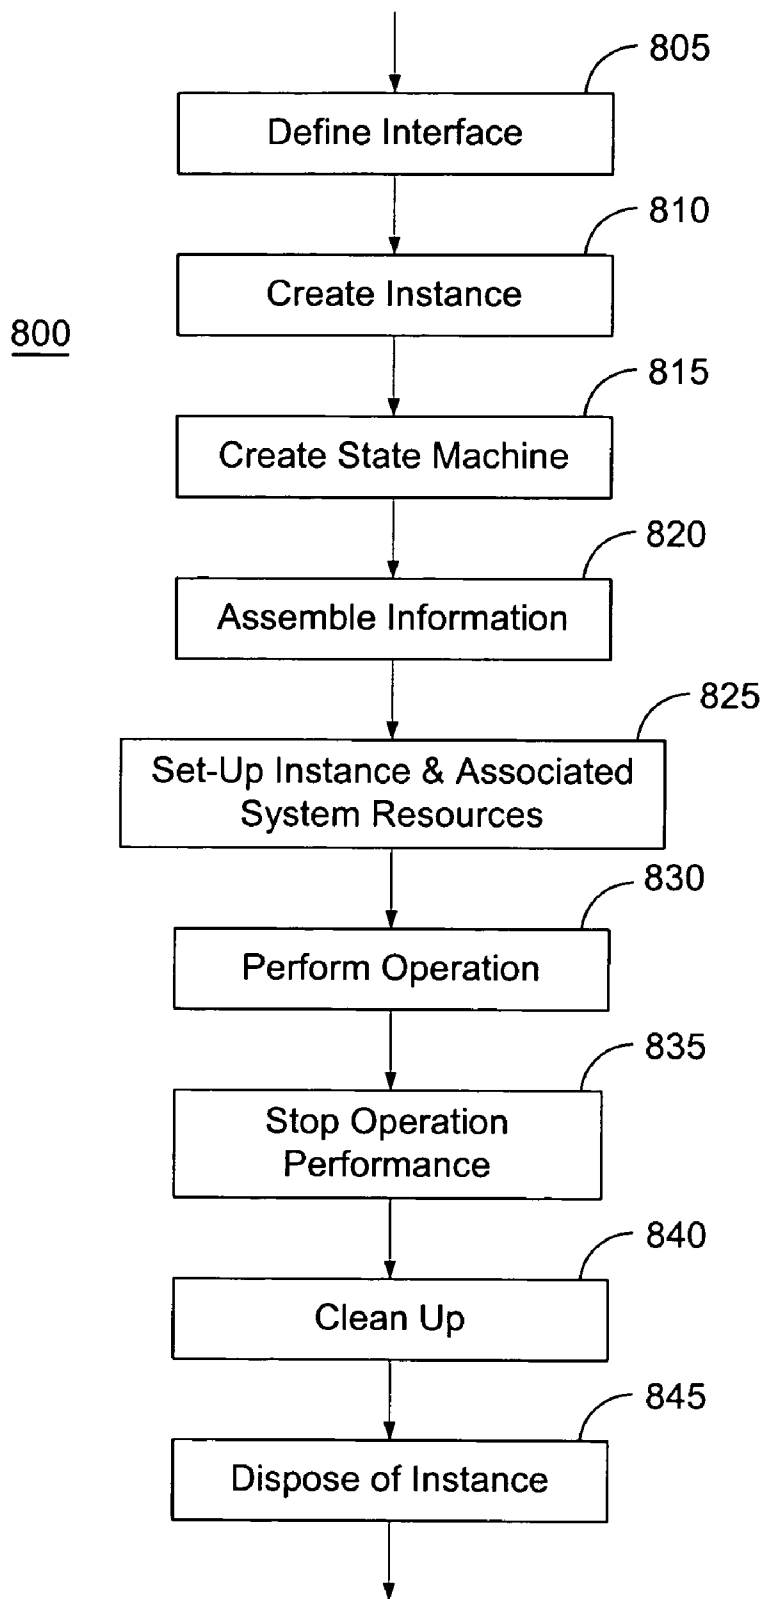 805
Define Interface
810
Create Instance
800
815
Create State Machine
820
Assemble Information
825
Set-Up Instance & Associated
System Resources
830
Perform Operation
835
Stop Operation
Performance
840
Clean Up
845
Dispose of Instance